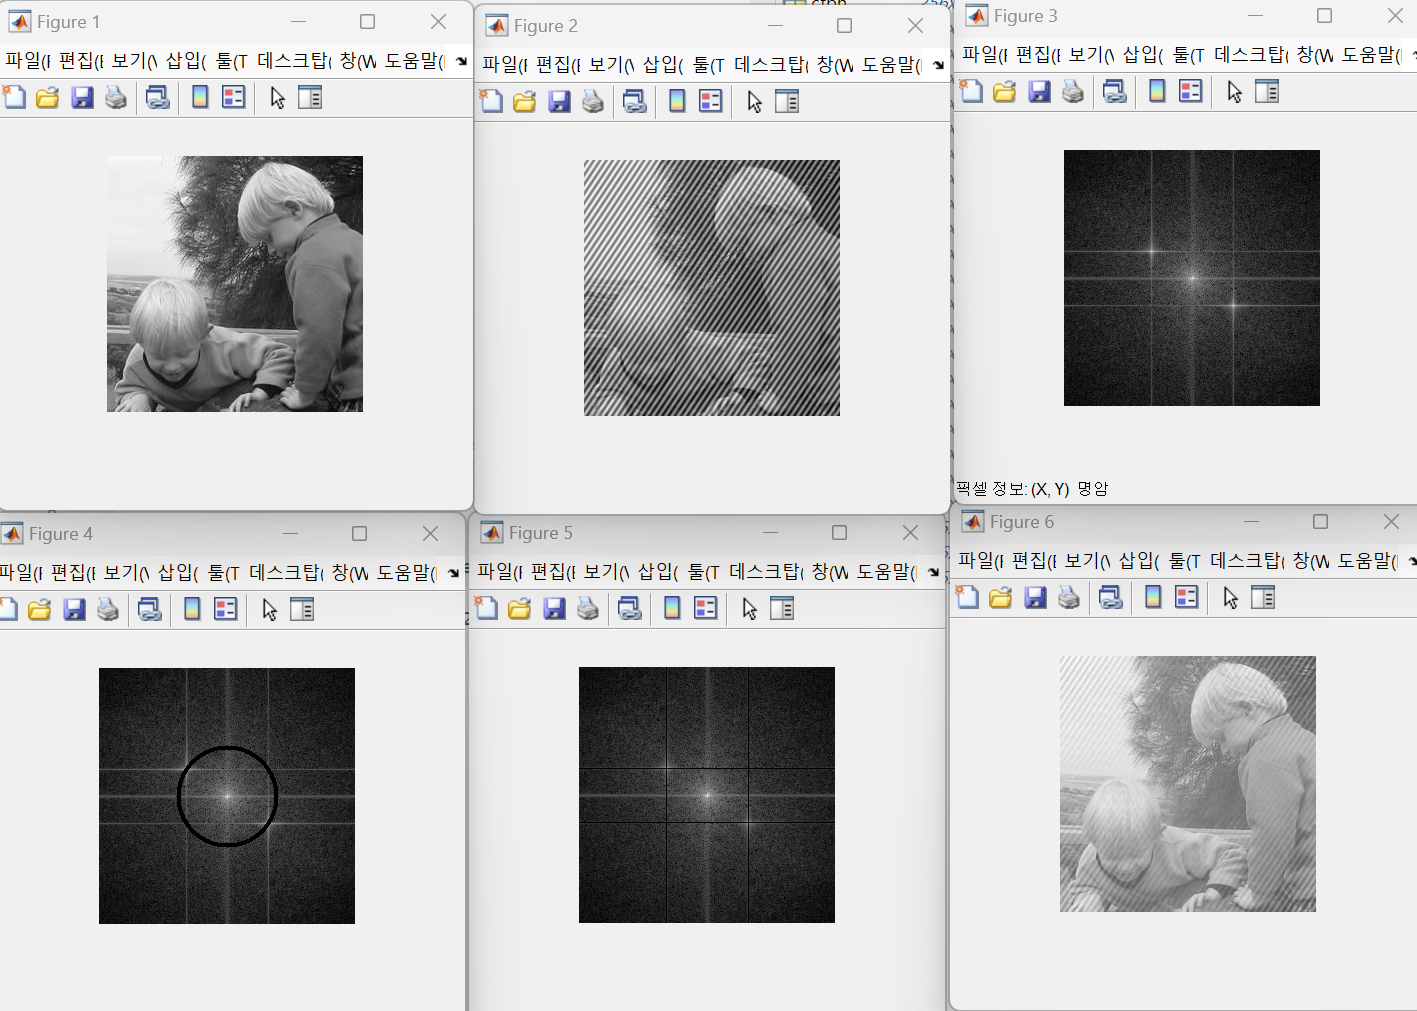 Figure 1
파일(F 편집(E 보기(V 삽입( 툴(T 데스크탑( 창(W 도움말(
Figure 2
파일(F 편집(E 보기(V 삽입( 툴(T 데스크탑( 창(W 도움말(
Figure 3
파일(F 편집(E 보기(V 삽입( 툴(T 데스크탑( 창(W 도움말(
픽셀 정보: (X, Y) 명암
Figure 4
파일(F 편집(E 보기(V 삽입( 툴(T 데스크탑( 창(W 도움말(
Figure 5
파일(F 편집(E 보기(V 삽입( 툴(T 데스크탑( 창(W 도움말(
Figure 6
파일(F 편집(E 보기(V 삽입( 툴(T 데스크탑( 창(W 도움말(